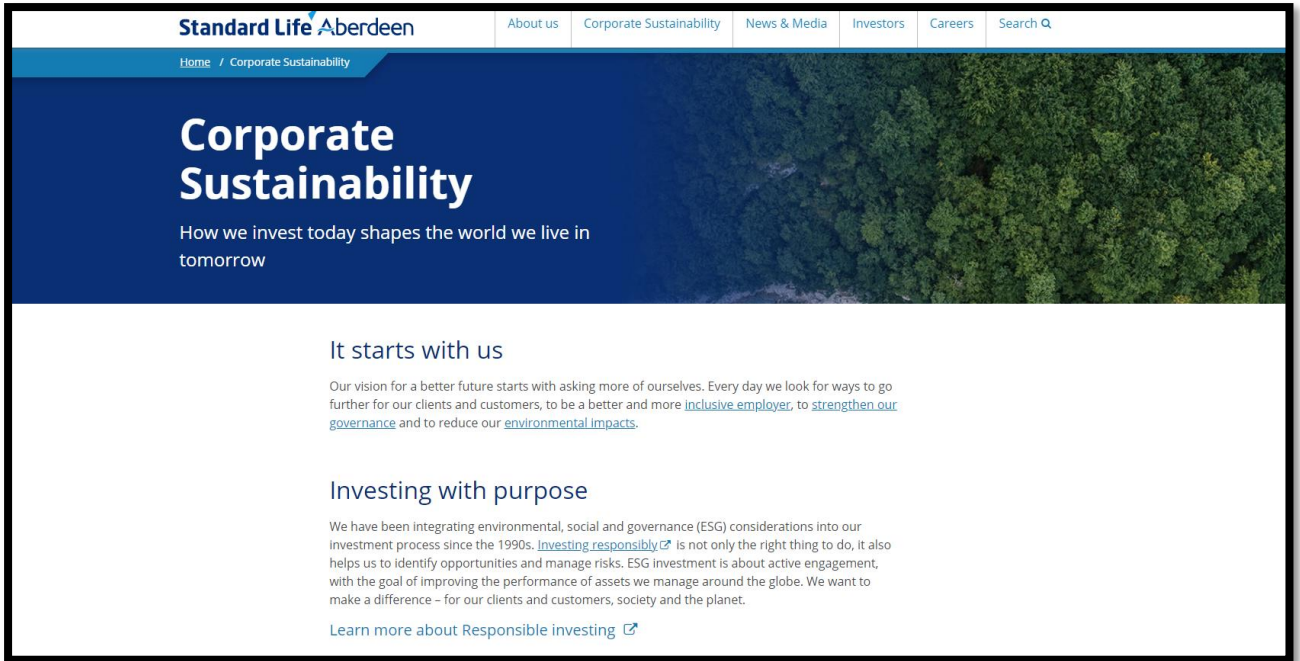 Standard Life Aberdeen
About us
Corporate Sustainability
News & Media
Investors
Careers
Search
Home / Corporate Sustainability
Corporate
Sustainability
How we invest today shapes the world we live in
tomorrow
It starts with us
Our vision for a better future starts with asking more of ourselves. Every day we look for ways to go
further for our clients and customers, to be a better and more inclusive employer, to strengthen our
governance and to reduce our environmental impacts.
Investing with purpose
We have been integrating environmental, social and governance (ESG) considerations into our
investment process since the 1990s. Investing responsibly is not only the right thing to do, it also
helps us to identify opportunities and manage risks. ESG investment is about active engagement,
with the goal of improving the performance of assets we manage around the globe. We want to
make a difference – for our clients and customers, society and the planet.
Learn more about Responsible investing